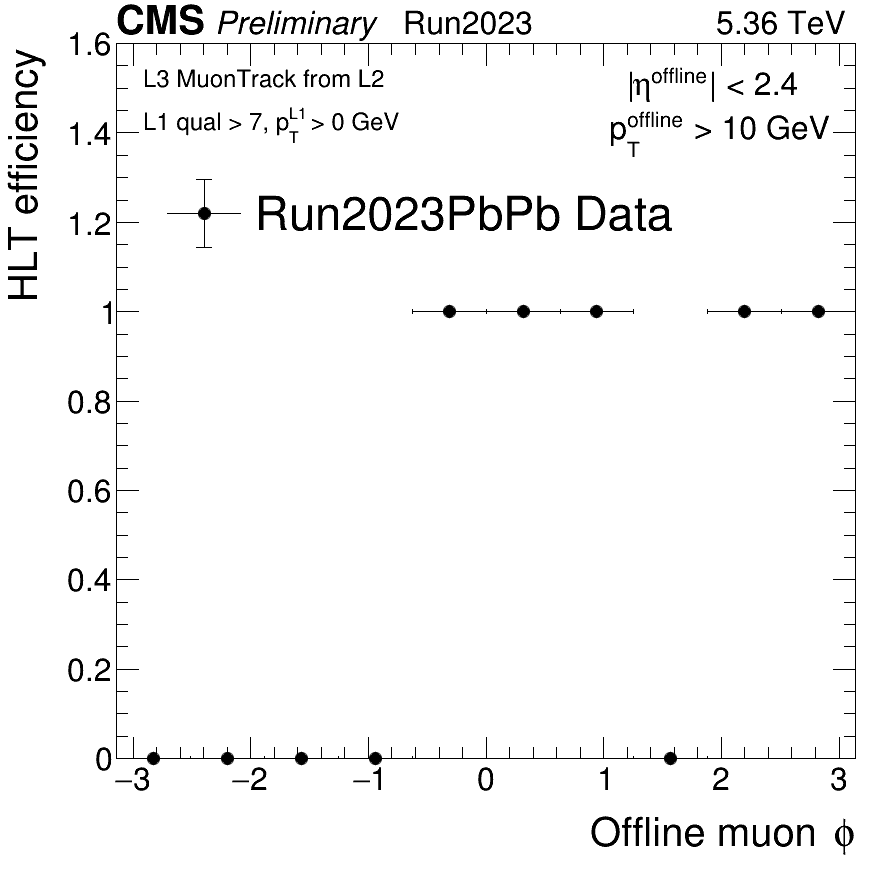 CMS Preliminary Run2023 5.36 TeV
L3 MuonTrack from L2
|η^offline| < 2.4
L1 qual > 7, p_T^L1 > 0 GeV
p_T^offline > 10 GeV
Run2023PbPb Data
HLT efficiency
1.6
1.4
1.2
1
0.8
0.6
0.4
0.2
0
−3 −2 −1 0 1 2 3
Offline muon ϕ